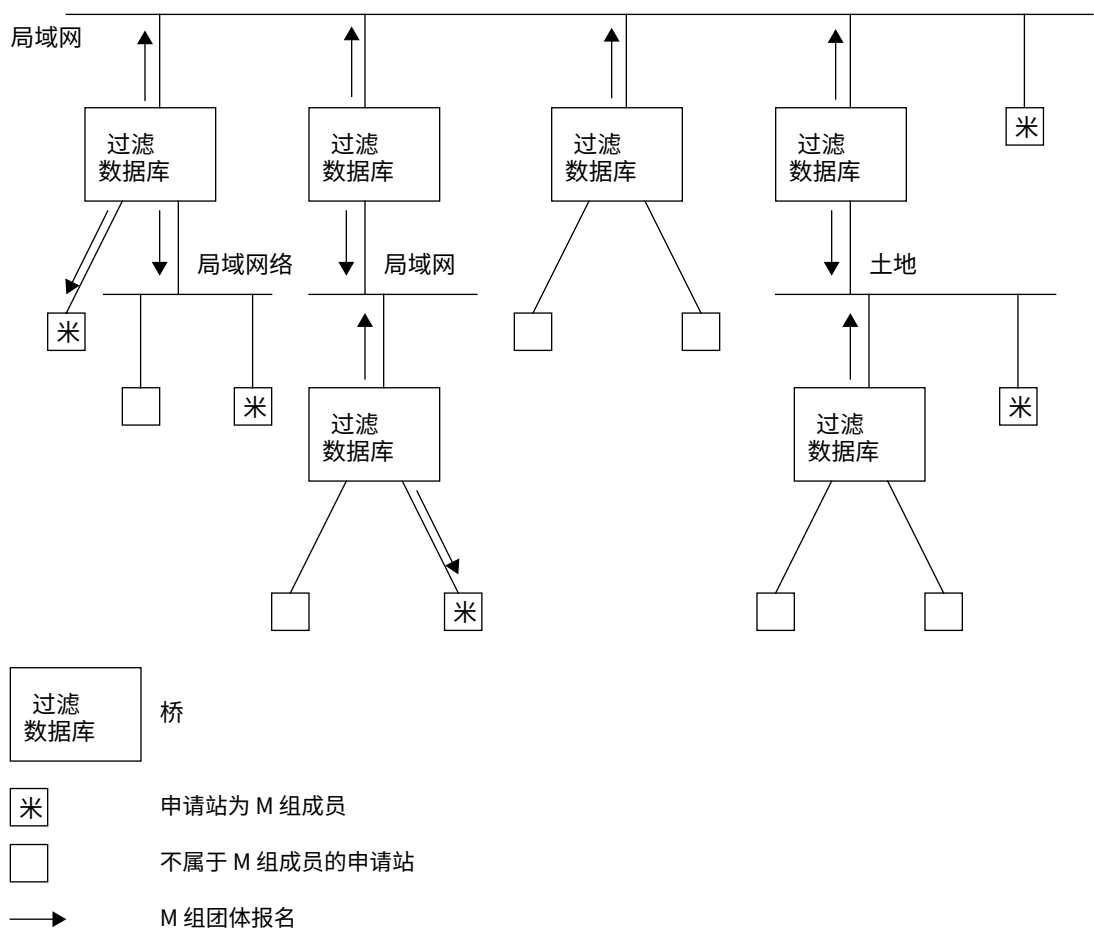 局域网
过滤
数据库
过滤
数据库
过滤
数据库
过滤
数据库
米
局域网络
局域网
土地
米
米
过滤
数据库
过滤
数据库
米
米
过滤
数据库
桥
米
申请站为 M 组成员
不属于 M 组成员的申请站
M 组团体报名